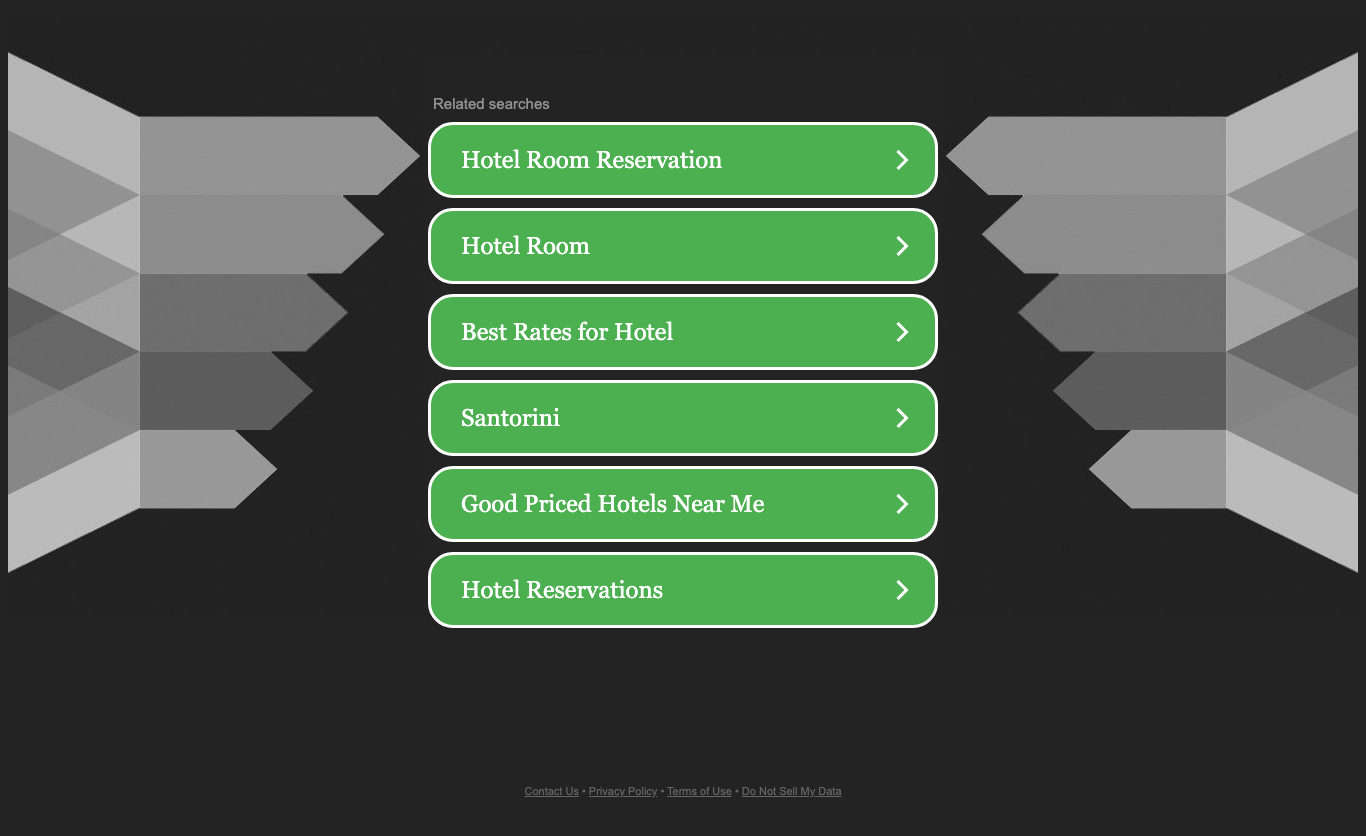 Related searches
Hotel Room Reservation
Hotel Room
Best Rates for Hotel
Santorini
Good Priced Hotels Near Me
Hotel Reservations
Contact Us • Privacy Policy • Terms of Use • Do Not Sell My Data